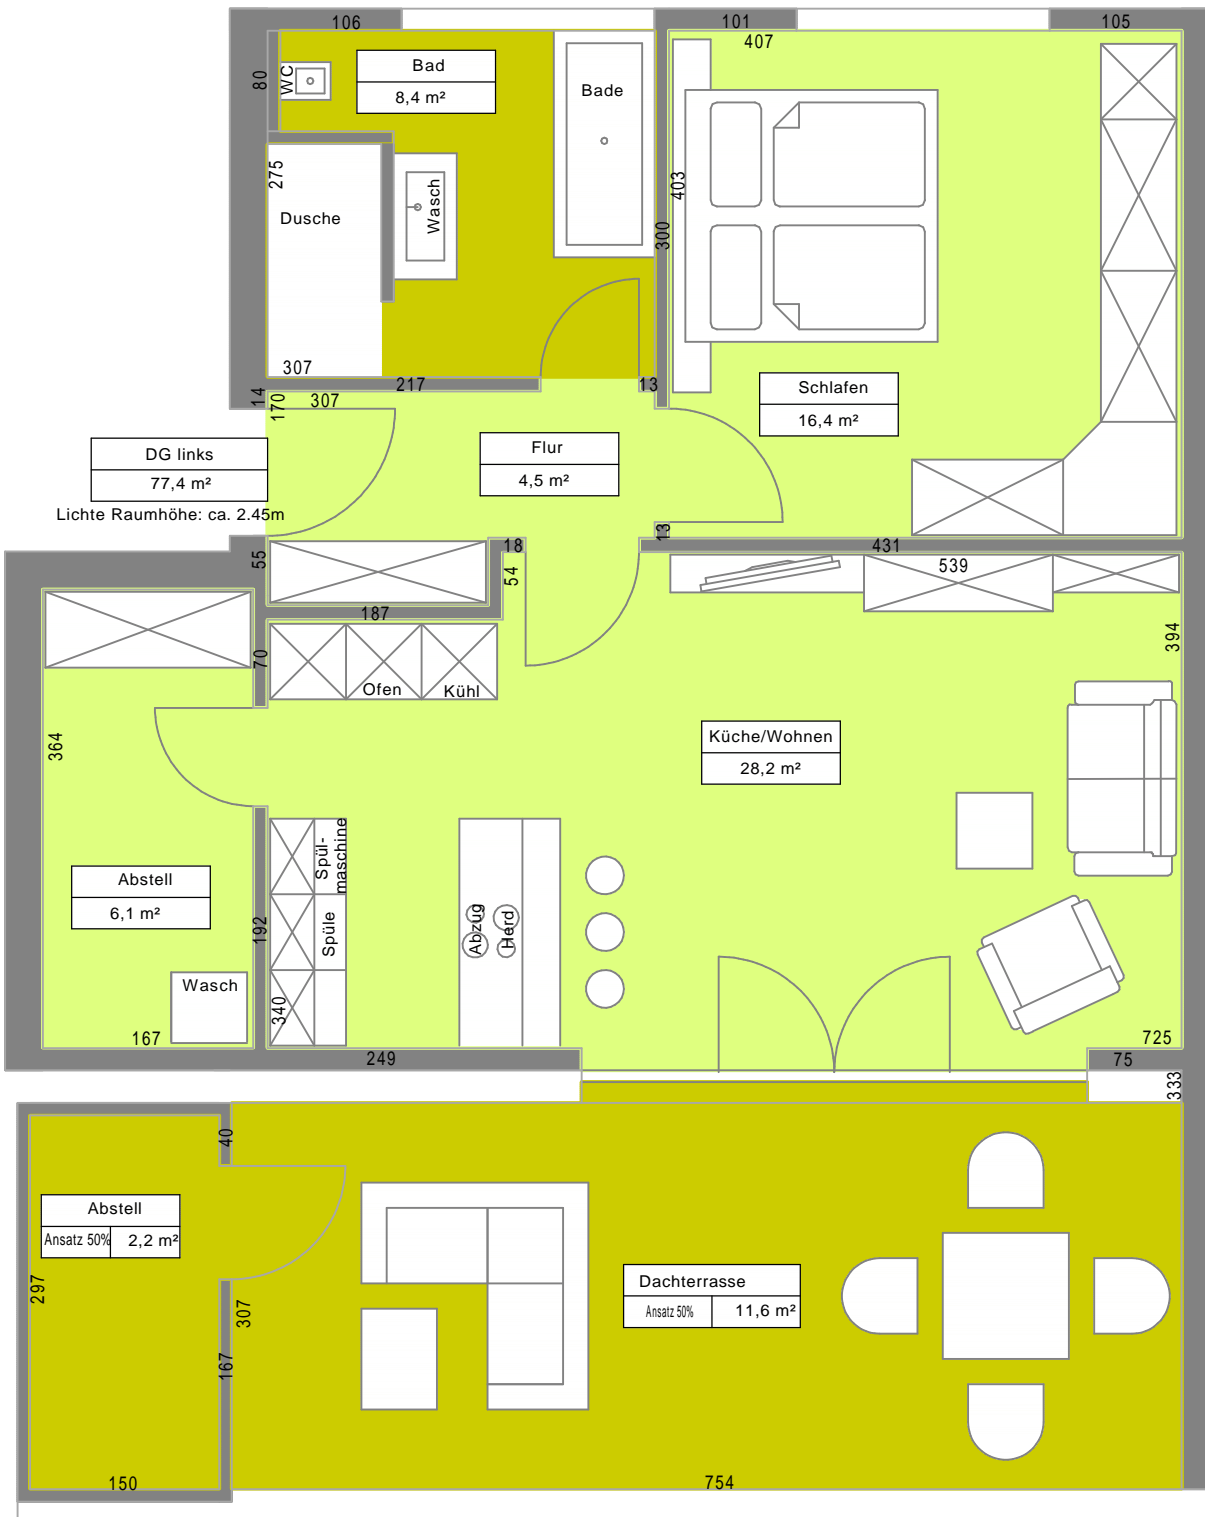 106
101
105
407
80
WC
Bad
8,4 m²
Bade
275
Dusche
Wasch
403
300
307
217
13
14
170
307
Schlafen
16,4 m²
DG links
77,4 m²
Lichte Raumhöhe: ca. 2.45m
Flur
4,5 m²
13
18
431
55
54
539
187
70
394
Ofen
Kühl
364
Küche/Wohnen
28,2 m²
Spül-
maschine
Abstell
6,1 m²
192
Spüle
Abzug
Herd
Wasch
340
167
725
249
75
333
40
Abstell
Ansatz 50%
2,2 m²
297
307
Dachterrasse
Ansatz 50%
11,6 m²
167
150
754